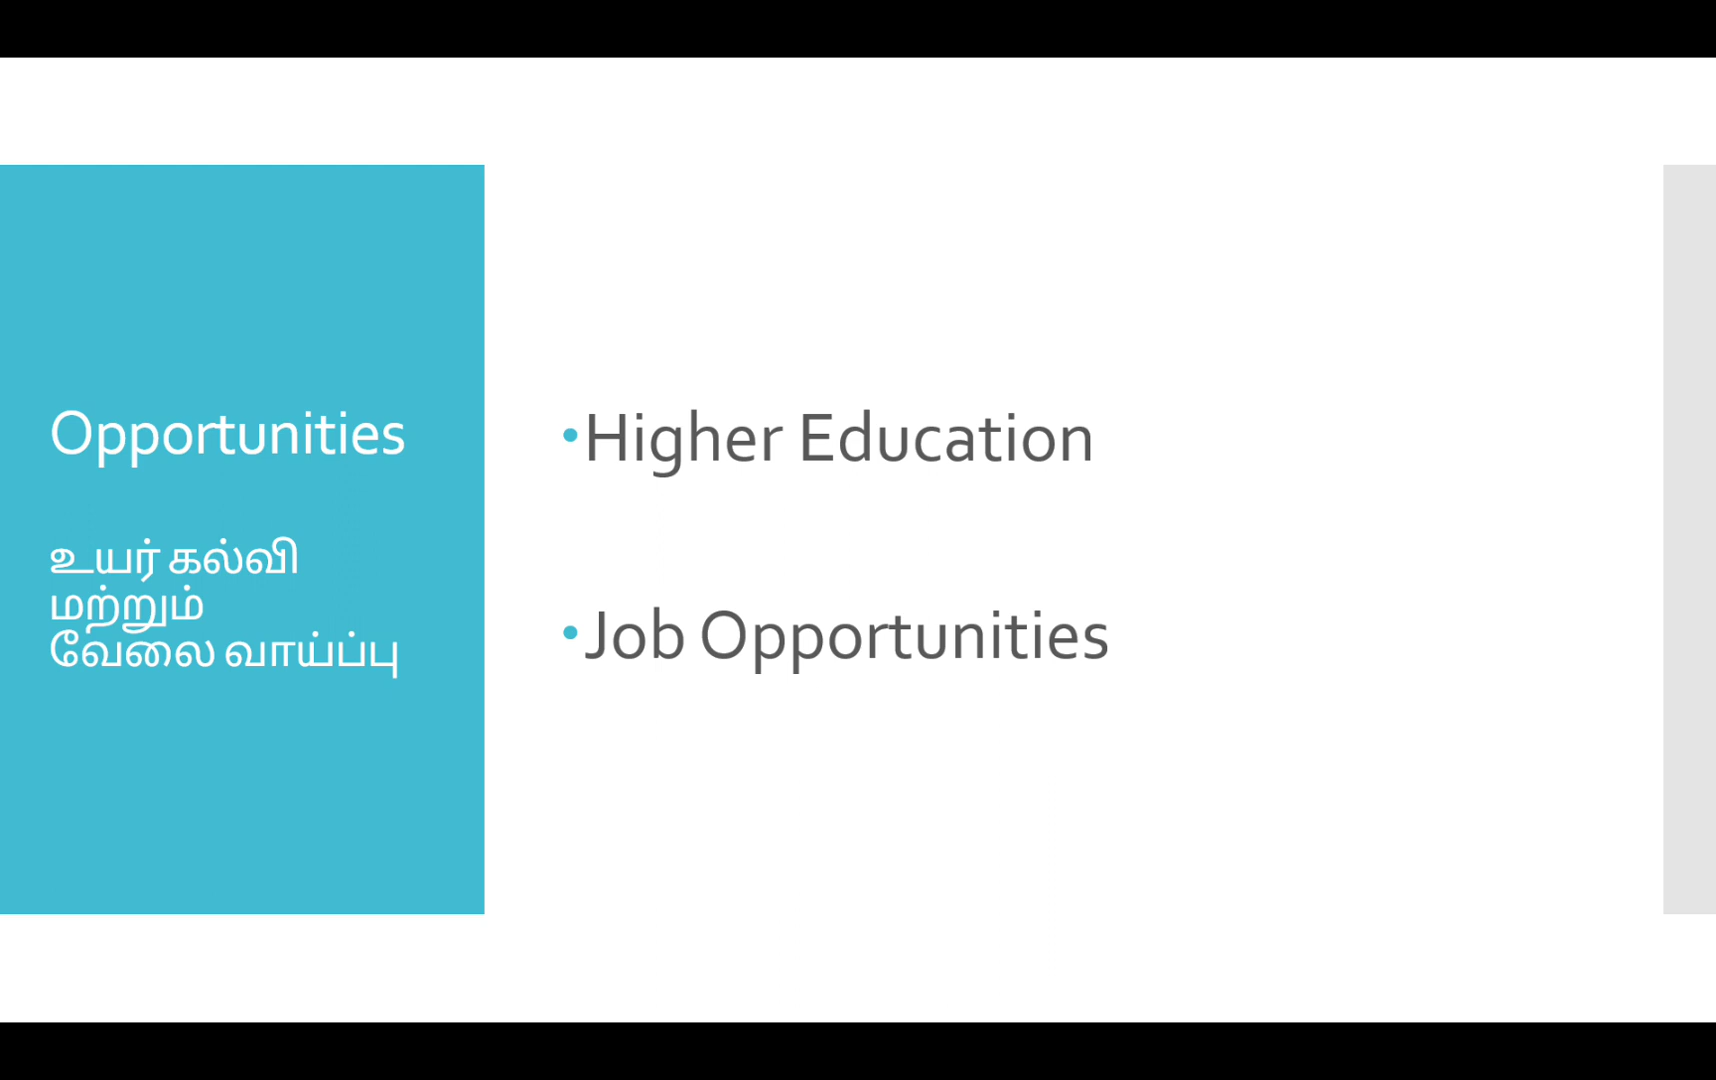 Opportunities
உயர் கல்வி
மற்றும்
வேலை வாய்ப்பு
•Higher Education
•Job Opportunities